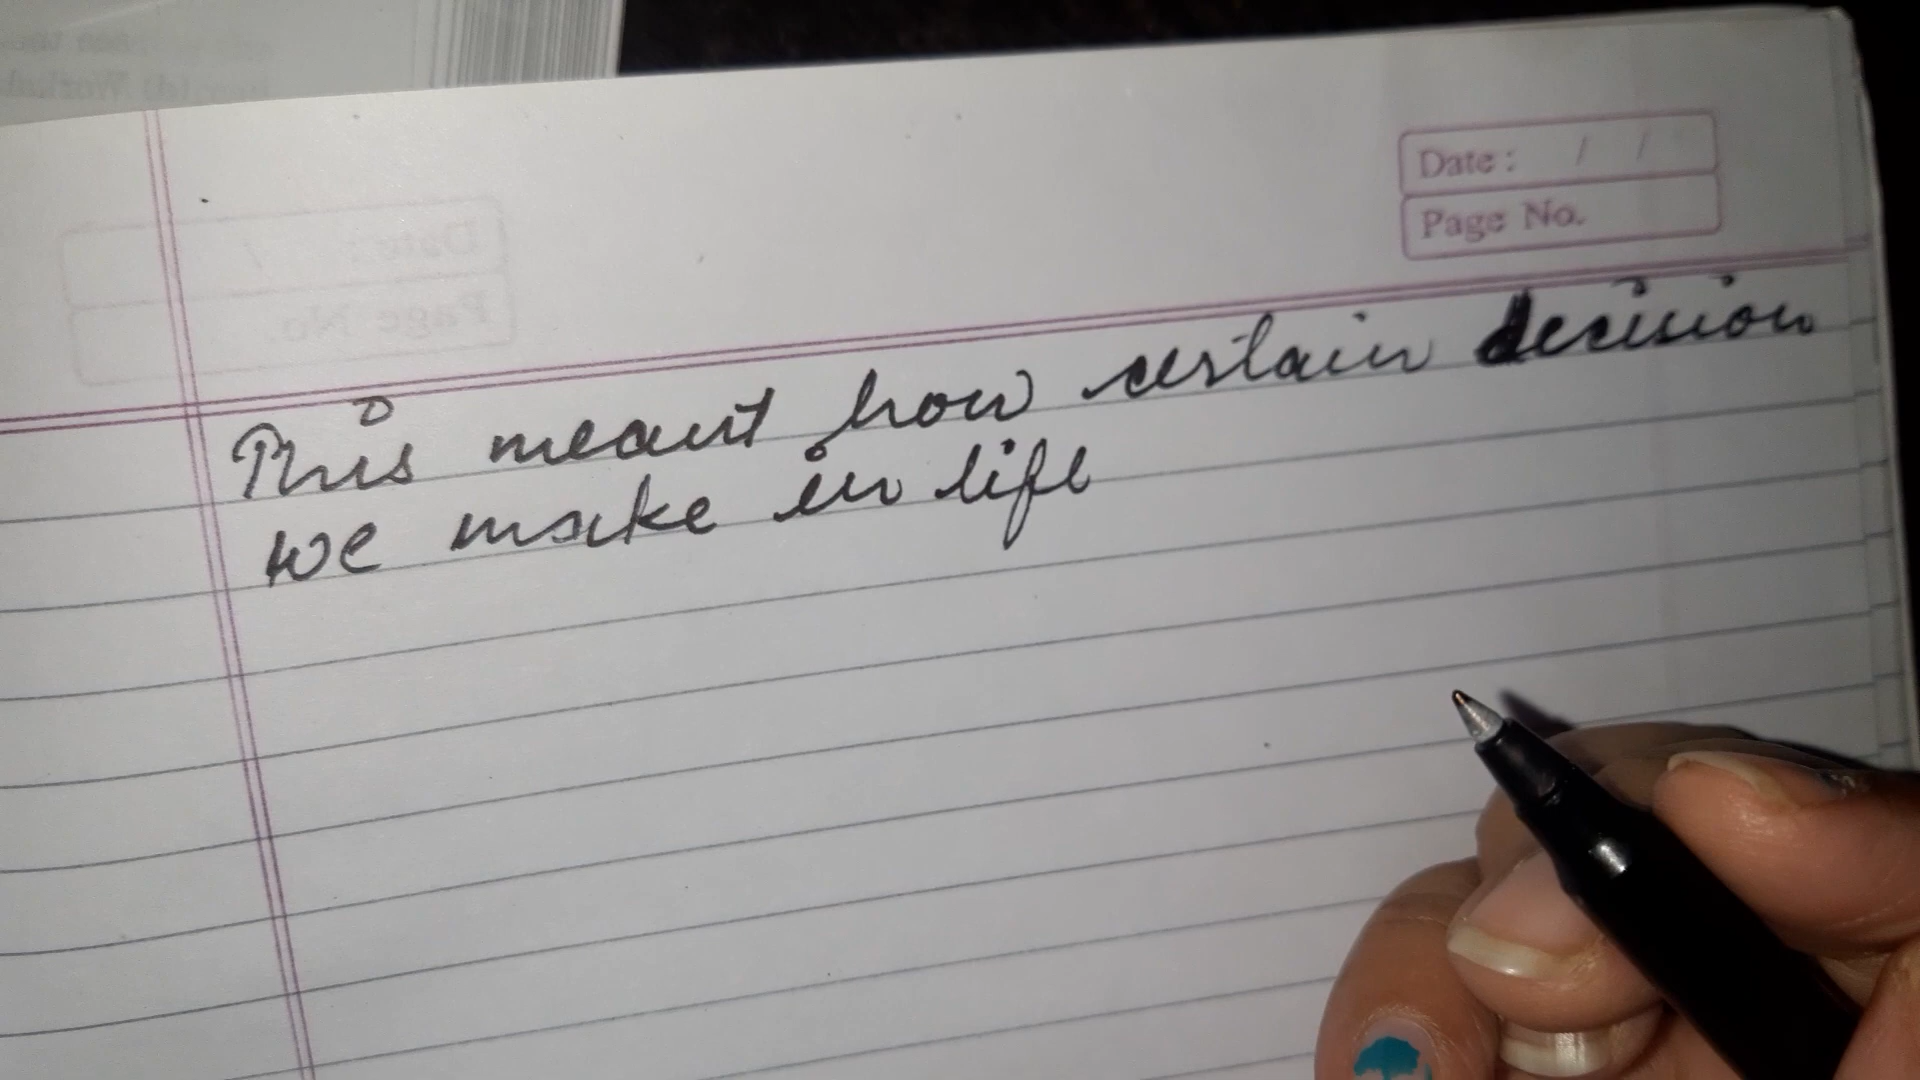 Date : / /
Page No.
This meant how certain decision
we make in life